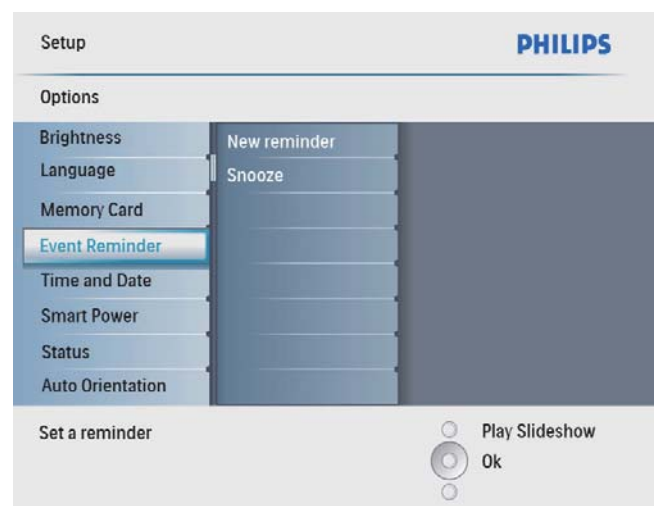 Setup
PHILIPS
Options
Brightness
Language
Memory Card
Event Reminder
Time and Date
Smart Power
Status
Auto Orientation
New reminder
Snooze
Set a reminder
Play Slideshow
Ok